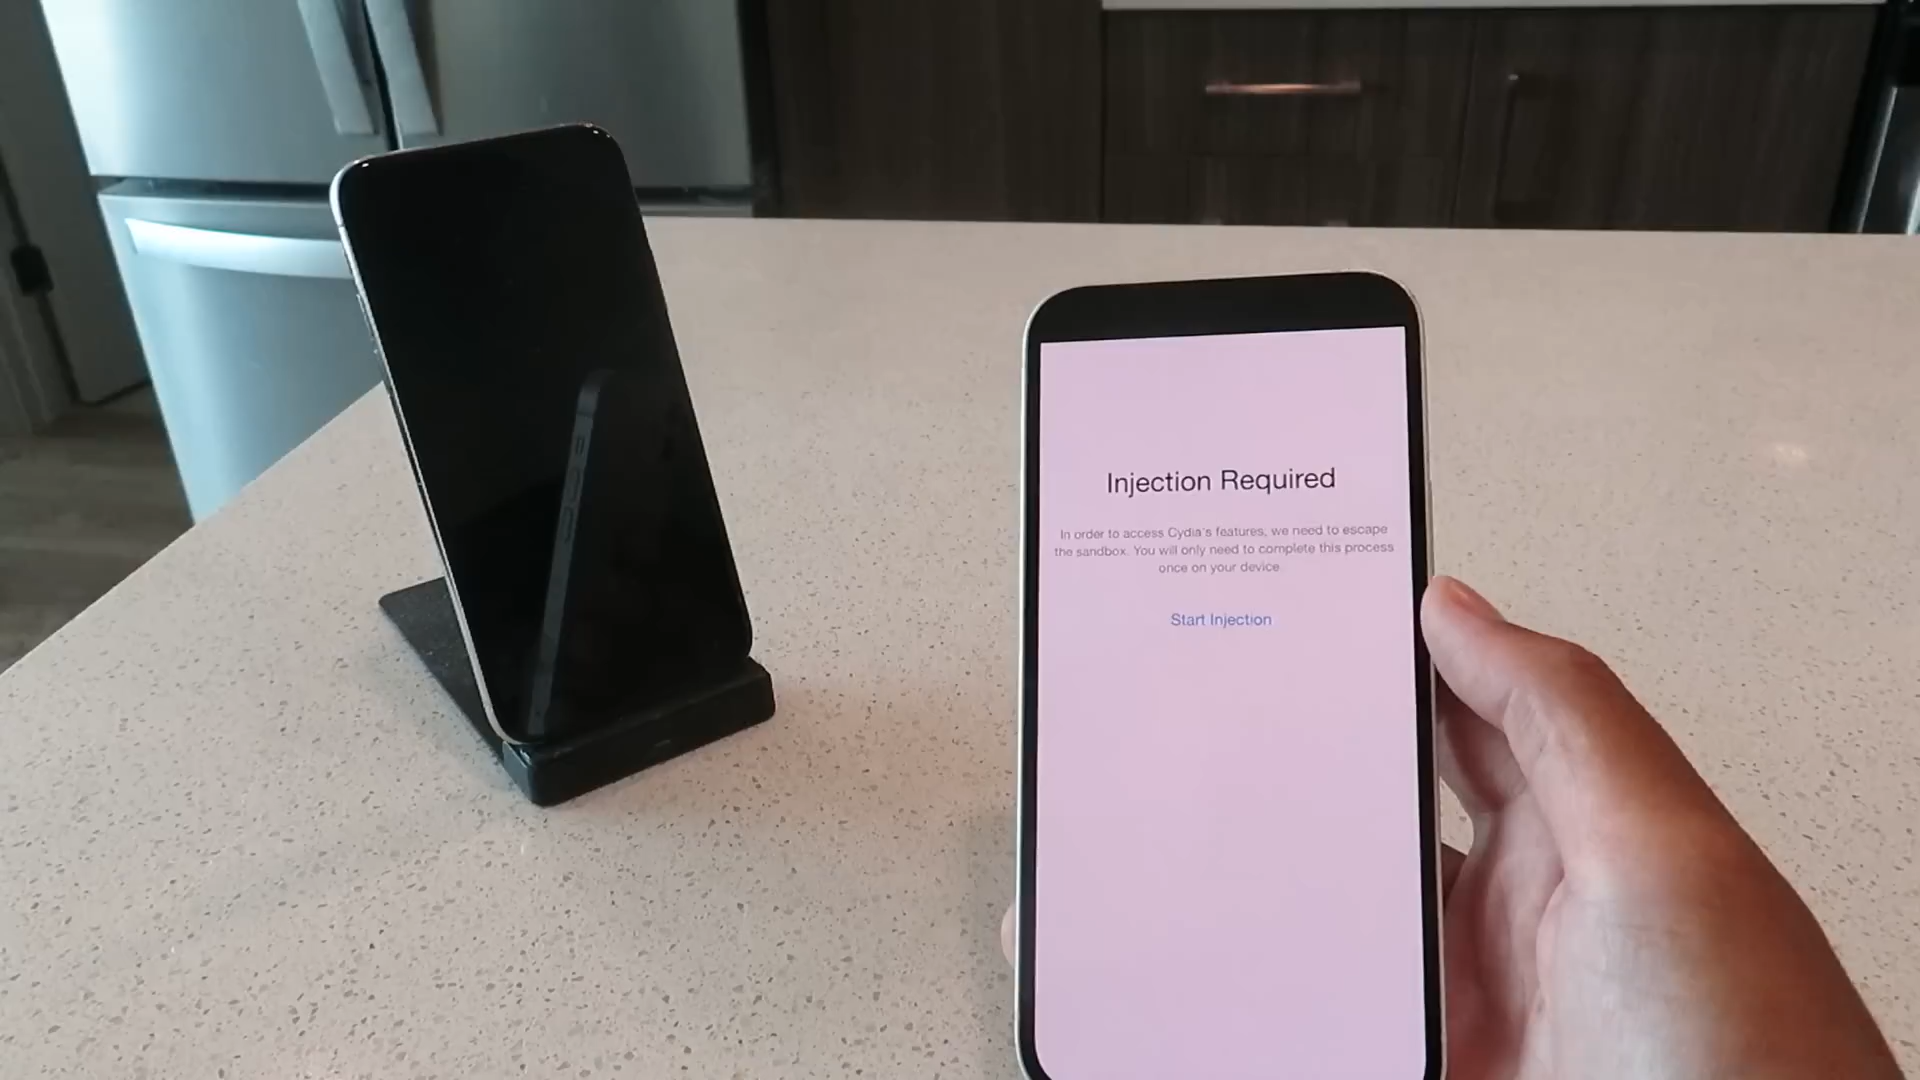 Injection Required
In order to access Cydia's features, we need to escape
the sandbox. You will only need to complete this process
once on your device.
Start Injection